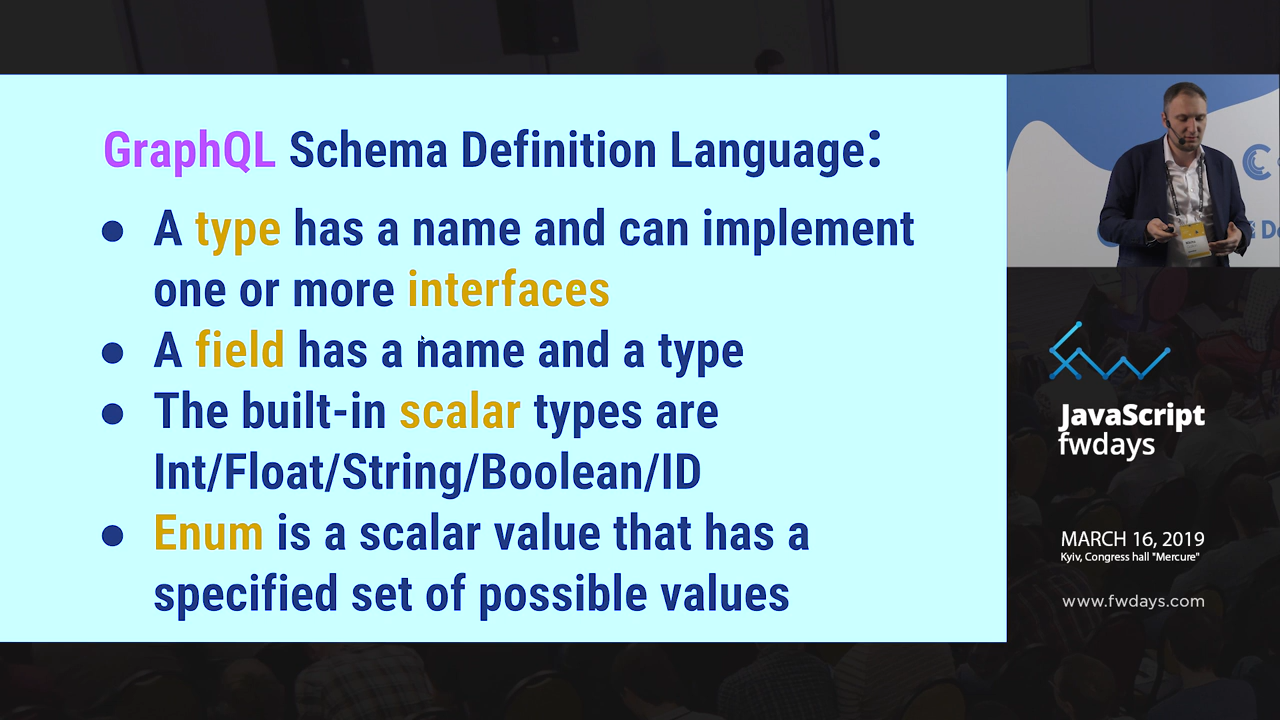 GraphQL Schema Definition Language:
● A type has a name and can implement
one or more interfaces
● A field has a name and a type
● The built-in scalar types are
Int/Float/String/Boolean/ID
● Enum is a scalar value that has a
specified set of possible values
JavaScript
fwdays
MARCH 16, 2019
Kyiv, Congress hall "Mercure"
www.fwdays.com